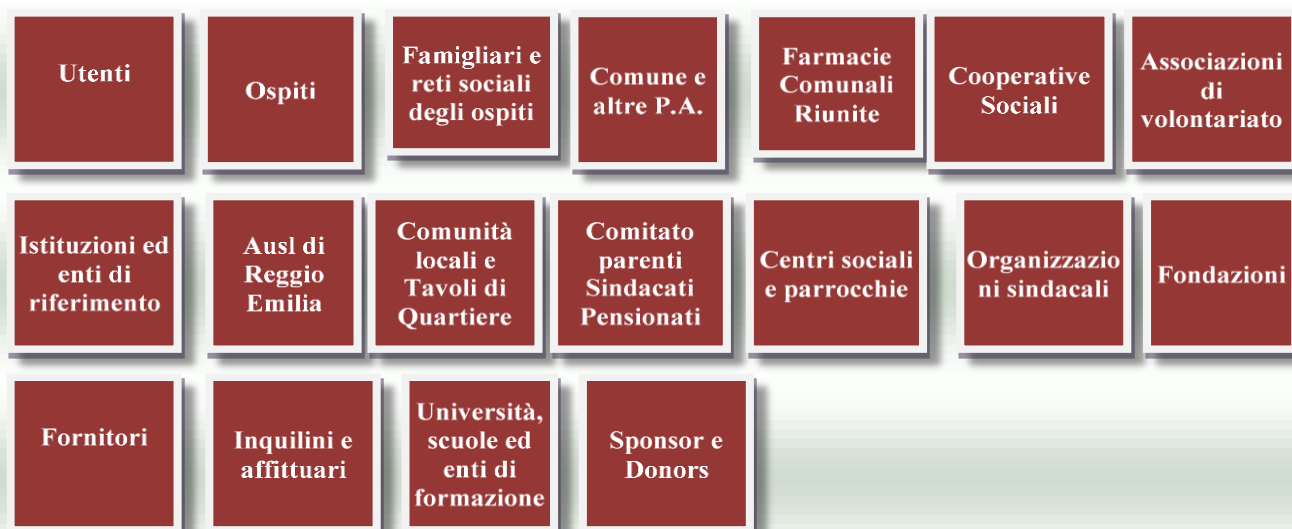 Utenti
Ospiti
Famigliari e
reti sociali
degli ospiti
Comune e
altre P.A.
Farmacie
Comunali
Riunite
Cooperative
Sociali
Associazioni
di
volontariato
Istituzioni ed
enti di
riferimento
Ausl di
Reggio
Emilia
Comunità
locali e
Tavoli di
Quartiere
Comitato
parenti
Sindacati
Pensionati
Centri sociali
e parrocchie
Organizzazio
ni sindacali
Fondazioni
Fornitori
Inquilini e
affittuari
Università,
scuole ed
enti di
formazione
Sponsor e
Donors